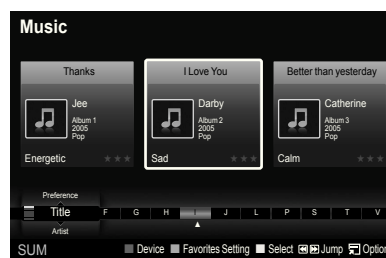 Music
Thanks
Jee
Album 1
2005
Pop
Energetic
I Love You
Darby
Album 2
2005
Pop
Sad
Better than yesterday
Catherine
Album 3
2005
Pop
Calm
Preference
Title F G H I J L P S T V
Artist
SUM Device Favorites Setting Select Jump Option